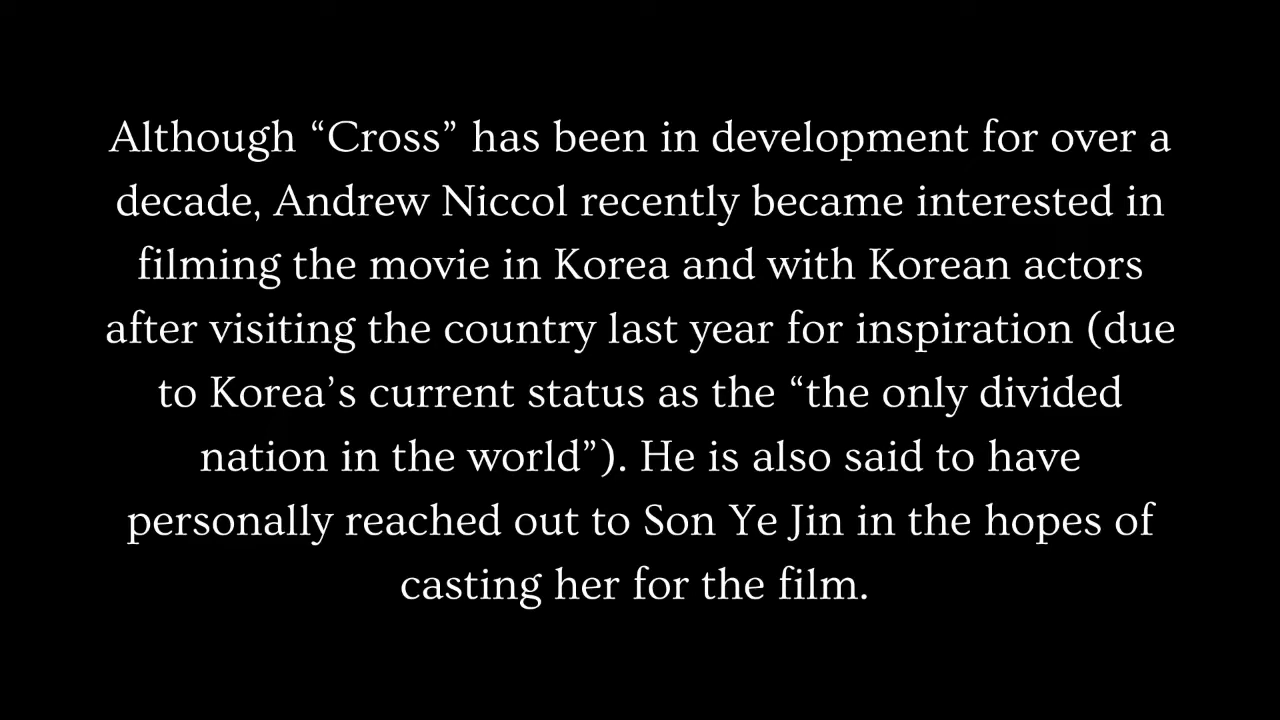 Although “Cross” has been in development for over a
decade, Andrew Niccol recently became interested in
filming the movie in Korea and with Korean actors
after visiting the country last year for inspiration (due
to Korea’s current status as the “the only divided
nation in the world”). He is also said to have
personally reached out to Son Ye Jin in the hopes of
casting her for the film.